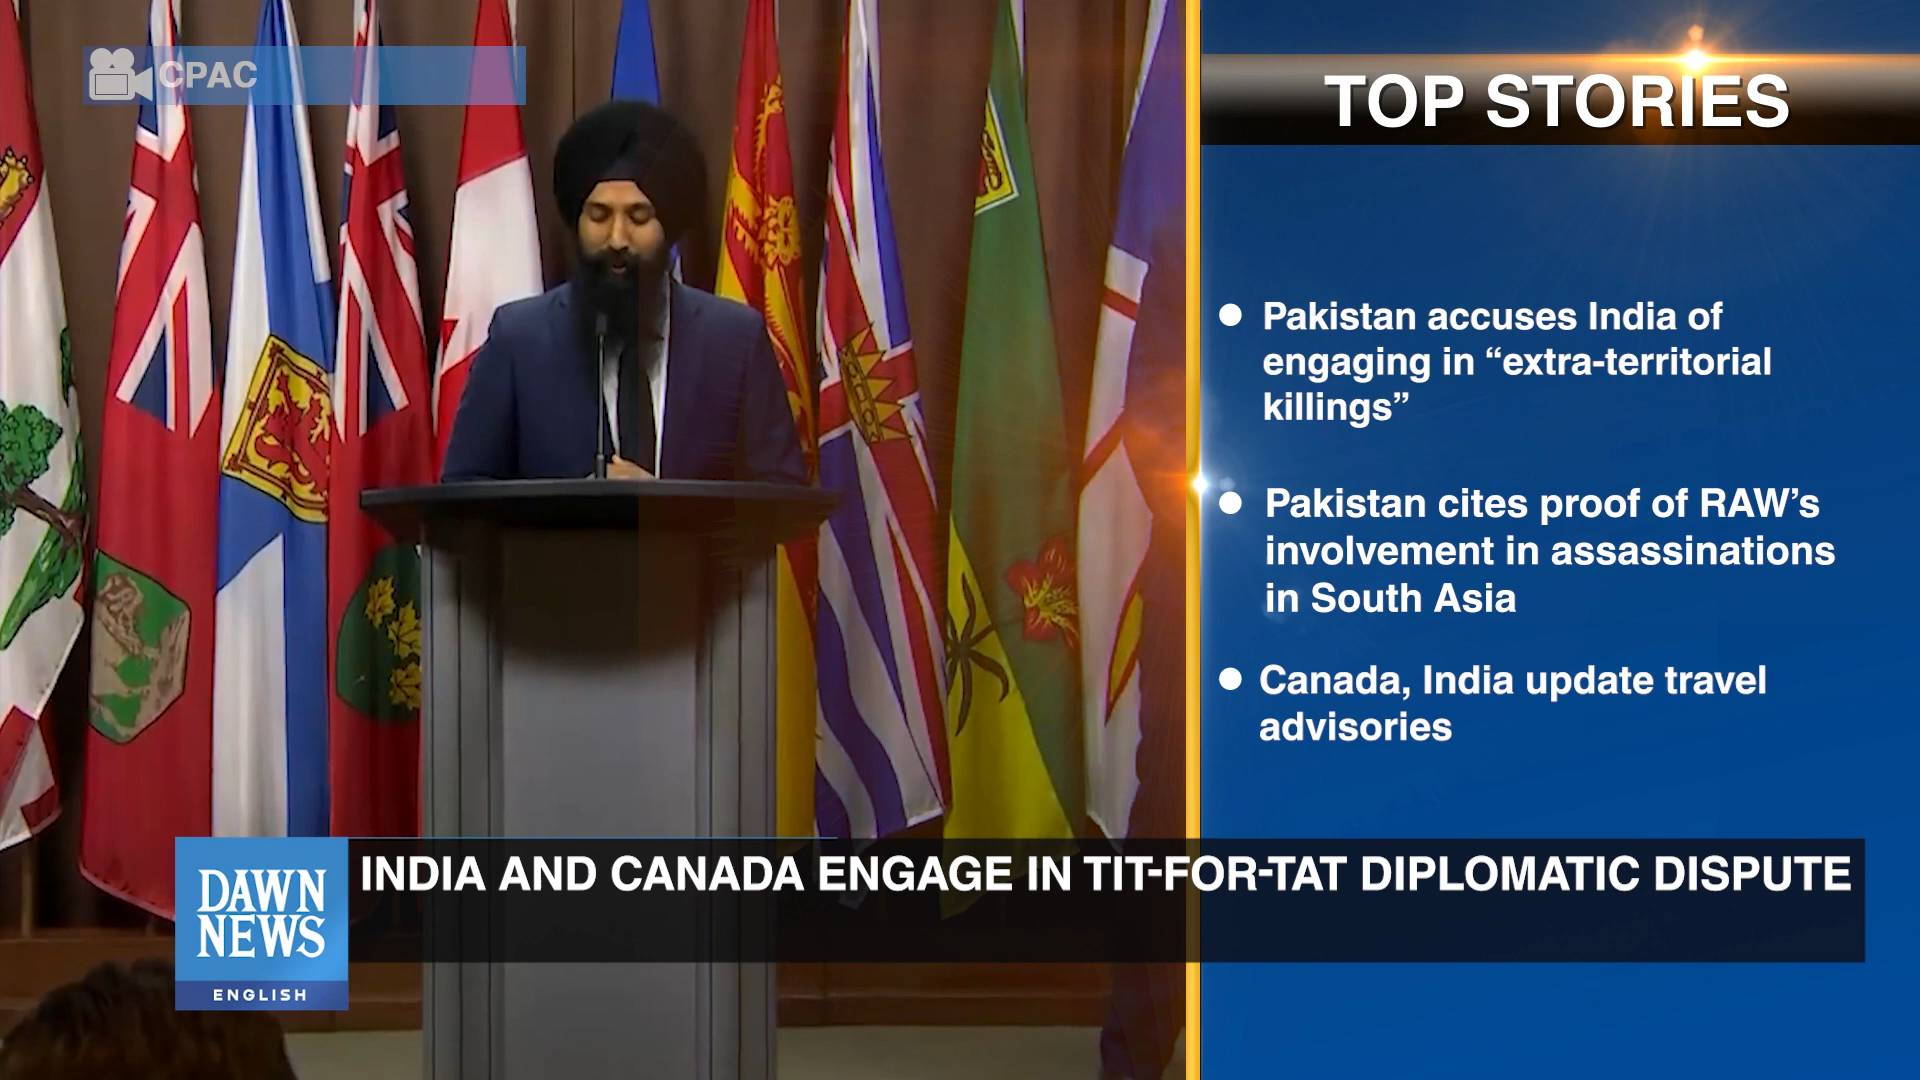 CPAC
TOP STORIES
Pakistan accuses India of
engaging in “extra-territorial
killings”
Pakistan cites proof of RAW’s
involvement in assassinations
in South Asia
Canada, India update travel
advisories
INDIA AND CANADA ENGAGE IN TIT-FOR-TAT DIPLOMATIC DISPUTE
DAWN
NEWS
ENGLISH